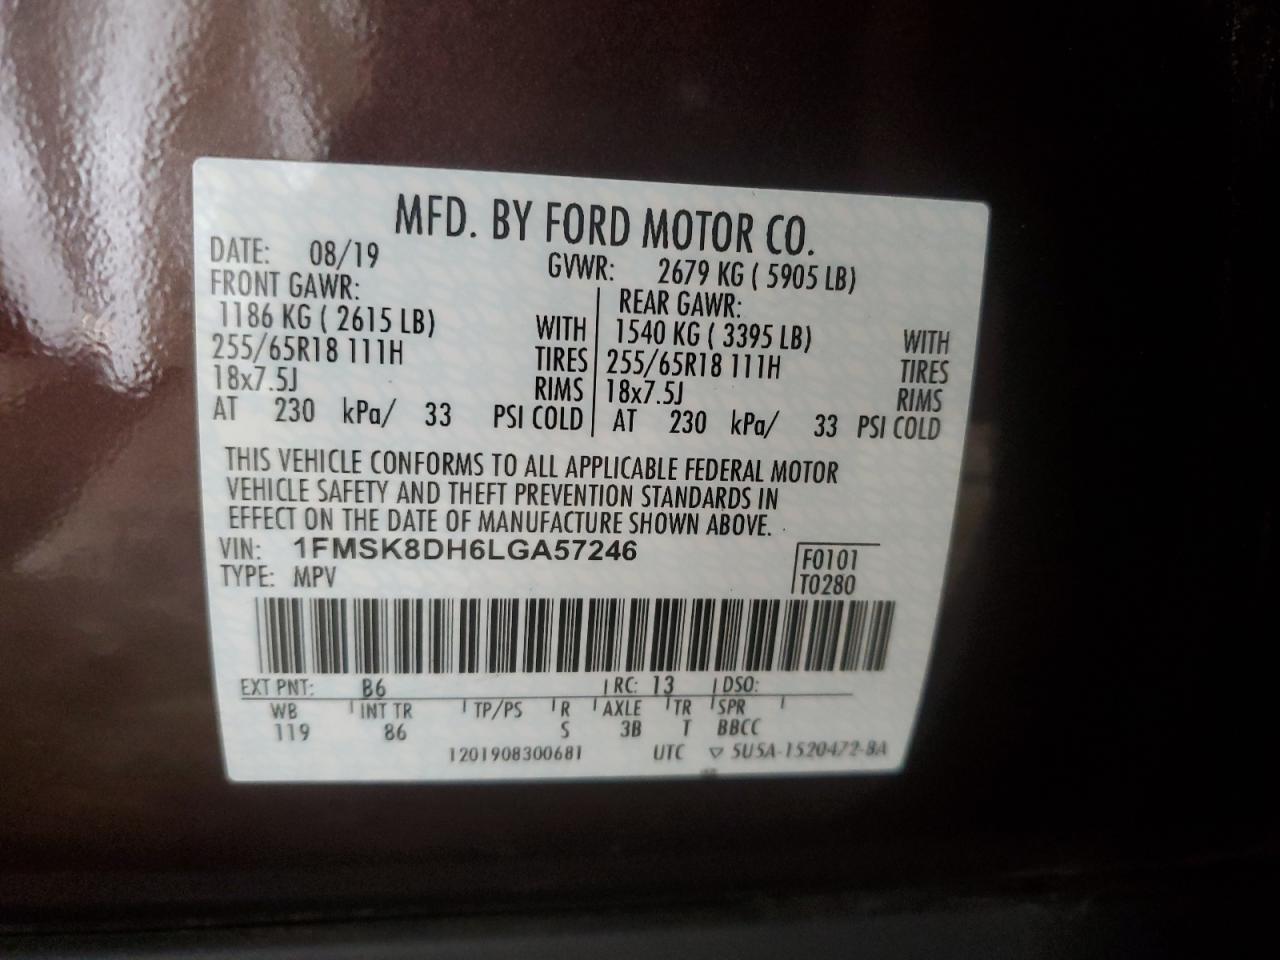 MFD. BY FORD MOTOR CO.
DATE: 08/19 GVWR: 2679 KG ( 5905 LB)
FRONT GAWR: REAR GAWR:
1186 KG ( 2615 LB) WITH 1540 KG ( 3395 LB) WITH
255/65R18 111H TIRES 255/65R18 111H TIRES
18x7.5J RIMS 18x7.5J RIMS
AT 230 kPa/ 33 PSI COLD AT 230 kPa/ 33 PSI COLD
THIS VEHICLE CONFORMS TO ALL APPLICABLE FEDERAL MOTOR
VEHICLE SAFETY AND THEFT PREVENTION STANDARDS IN
EFFECT ON THE DATE OF MANUFACTURE SHOWN ABOVE.
VIN: 1FMSK8DH6LGA57246 F0101
TYPE: MPV T0280
EXT PNT: B6 RC: 13 DSO:
WB INT TR TP/PS R AXLE TR SPR
119 86 S 3B T BBCC
1201908300681 UTC ▽ 5U5A-1520472-BA